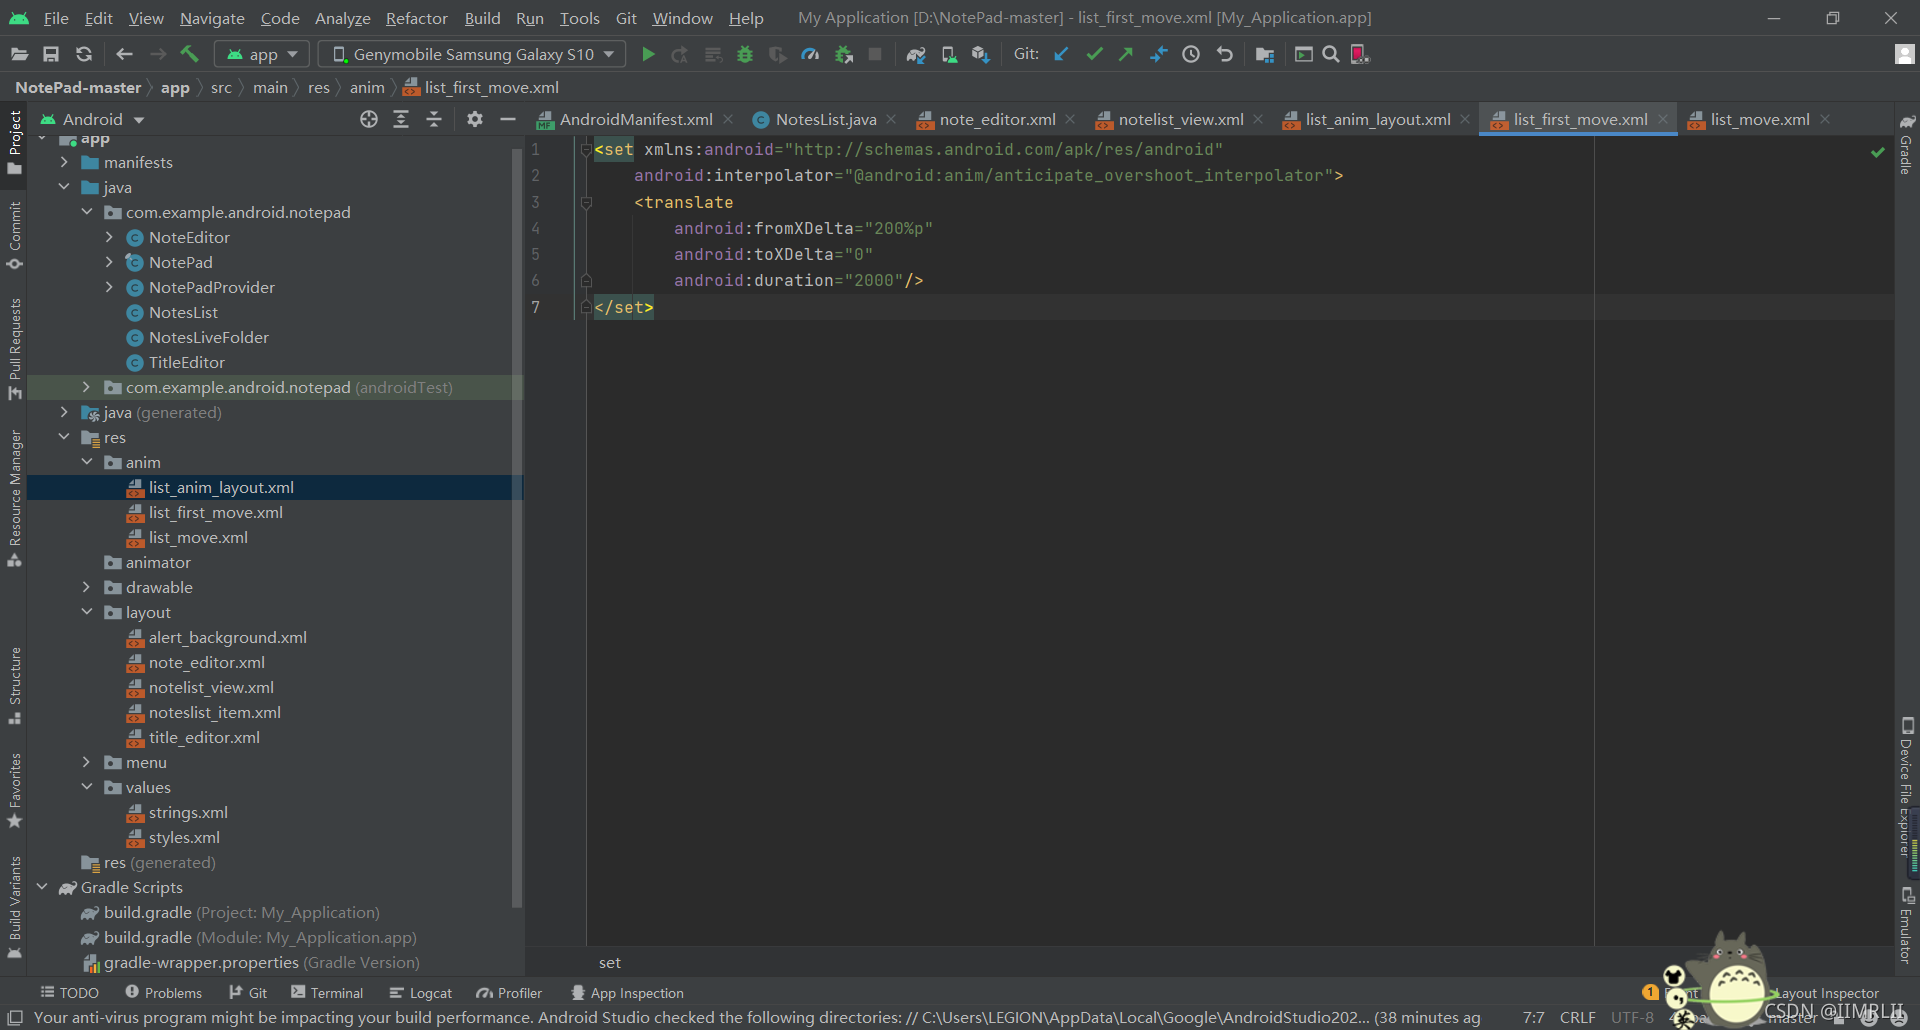 File Edit View Navigate Code Analyze Refactor Build Run Tools Git Window Help My Application [D:\NotePad-master] - list_first_move.xml [My_Application.app]
app Genymobile Samsung Galaxy S10 Git:
NotePad-master app src main res anim list_first_move.xml
Android
AndroidManifest.xml NotesList.java note_editor.xml notelist_view.xml list_anim_layout.xml list_first_move.xml list_move.xml
app
manifests
java
com.example.android.notepad
NoteEditor
NotePad
NotePadProvider
NotesList
NotesLiveFolder
TitleEditor
com.example.android.notepad (androidTest)
java (generated)
res
anim
list_anim_layout.xml
list_first_move.xml
list_move.xml
animator
drawable
layout
alert_background.xml
note_editor.xml
notelist_view.xml
noteslist_item.xml
title_editor.xml
menu
values
strings.xml
styles.xml
res (generated)
Gradle Scripts
build.gradle (Project: My_Application)
build.gradle (Module: My_Application.app)
gradle-wrapper.properties (Gradle Version)
1 <set xmlns:android="http://schemas.android.com/apk/res/android"
2 android:interpolator="@android:anim/anticipate_overshoot_interpolator">
3 <translate
4 android:fromXDelta="200%p"
5 android:toXDelta="0"
6 android:duration="2000"/>
7 </set>
set
Project
Commit
Pull Requests
Resource Manager
Structure
Favorites
Build Variants
Gradle
Device File Explorer
Emulator
TODO Problems Git Terminal Logcat Profiler App Inspection 1 Layout Inspector
Your anti-virus program might be impacting your build performance. Android Studio checked the following directories: // C:\Users\LEGION\AppData\Local\Google\AndroidStudio202... (38 minutes ag 7:7 CRLF UTF-8 master
CSDN @IIMRLII